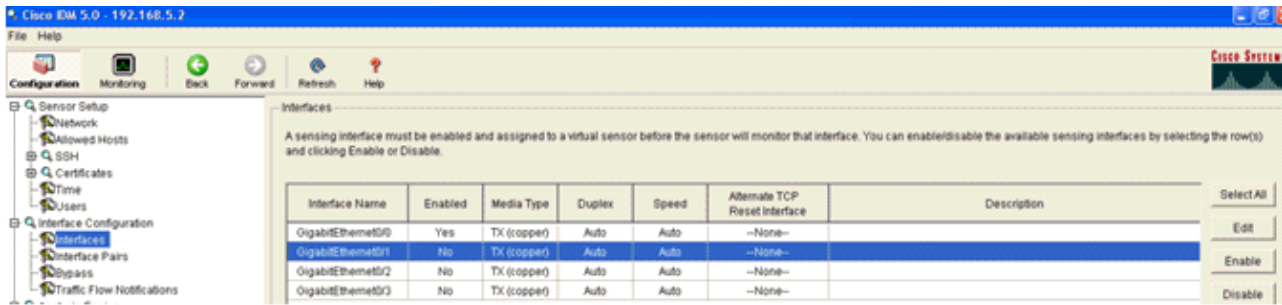 Cisco IDM 5.0 - 192.168.5.2
File Help
Configuration Monitoring Back Forward Refresh Help
CISCO SYSTEMS
Sensor Setup
Network
Allowed Hosts
SSH
Certificates
Time
Users
Interface Configuration
Interfaces
Interface Pairs
Bypass
Traffic Flow Notifications
Interfaces
A sensing interface must be enabled and assigned to a virtual sensor before the sensor will monitor that interface. You can enable/disable the available sensing interfaces by selecting the row(s)
and clicking Enable or Disable.
Interface Name Enabled Media Type Duplex Speed Alternate TCP Reset Interface Description
GigabitEthernet0/0 Yes TX (copper) Auto Auto --None--
GigabitEthernet0/1 No TX (copper) Auto Auto --None--
GigabitEthernet0/2 No TX (copper) Auto Auto --None--
GigabitEthernet0/3 No TX (copper) Auto Auto --None--
Select All
Edit
Enable
Disable